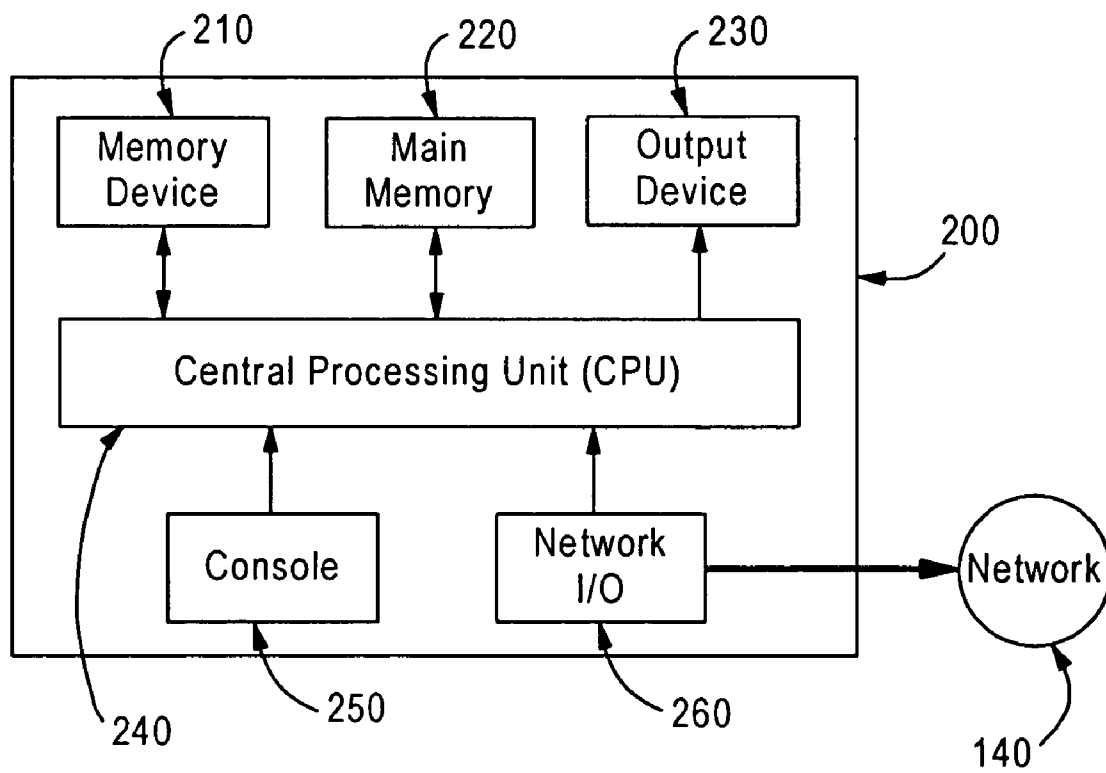 210
220
230
Memory
Device
Main
Memory
Output
Device
200
Central Processing Unit (CPU)
Console
Network
I/O
Network
240
250
260
140